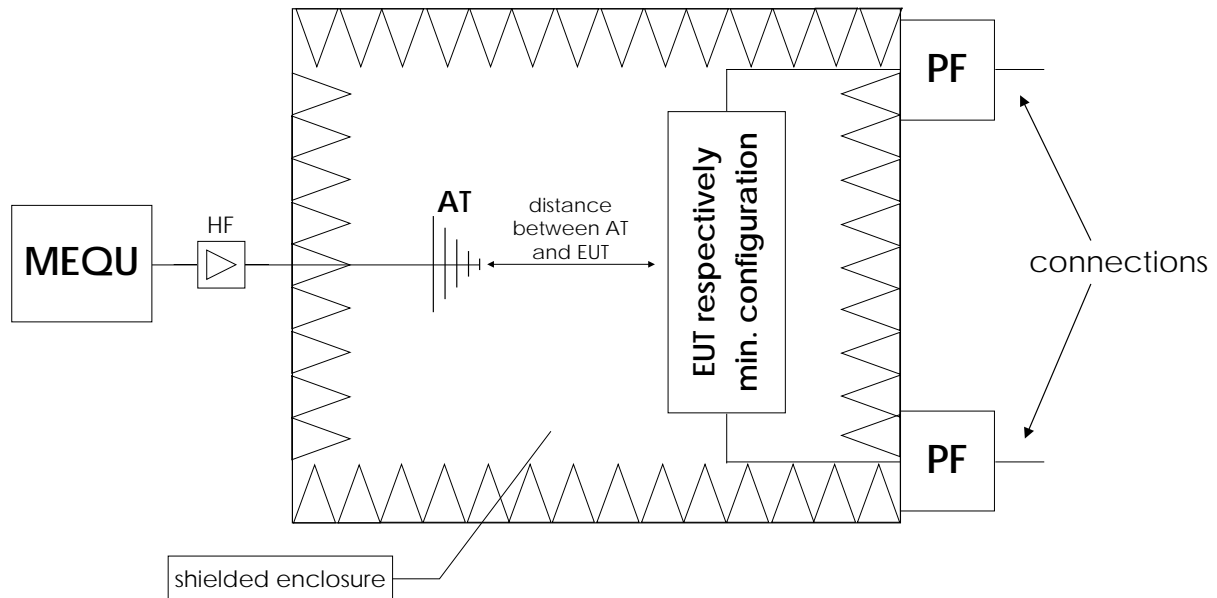 PF
HF
AT
distance
between AT
and EUT
MEQU
EUT respectively
min. configuration
connections
PF
shielded enclosure